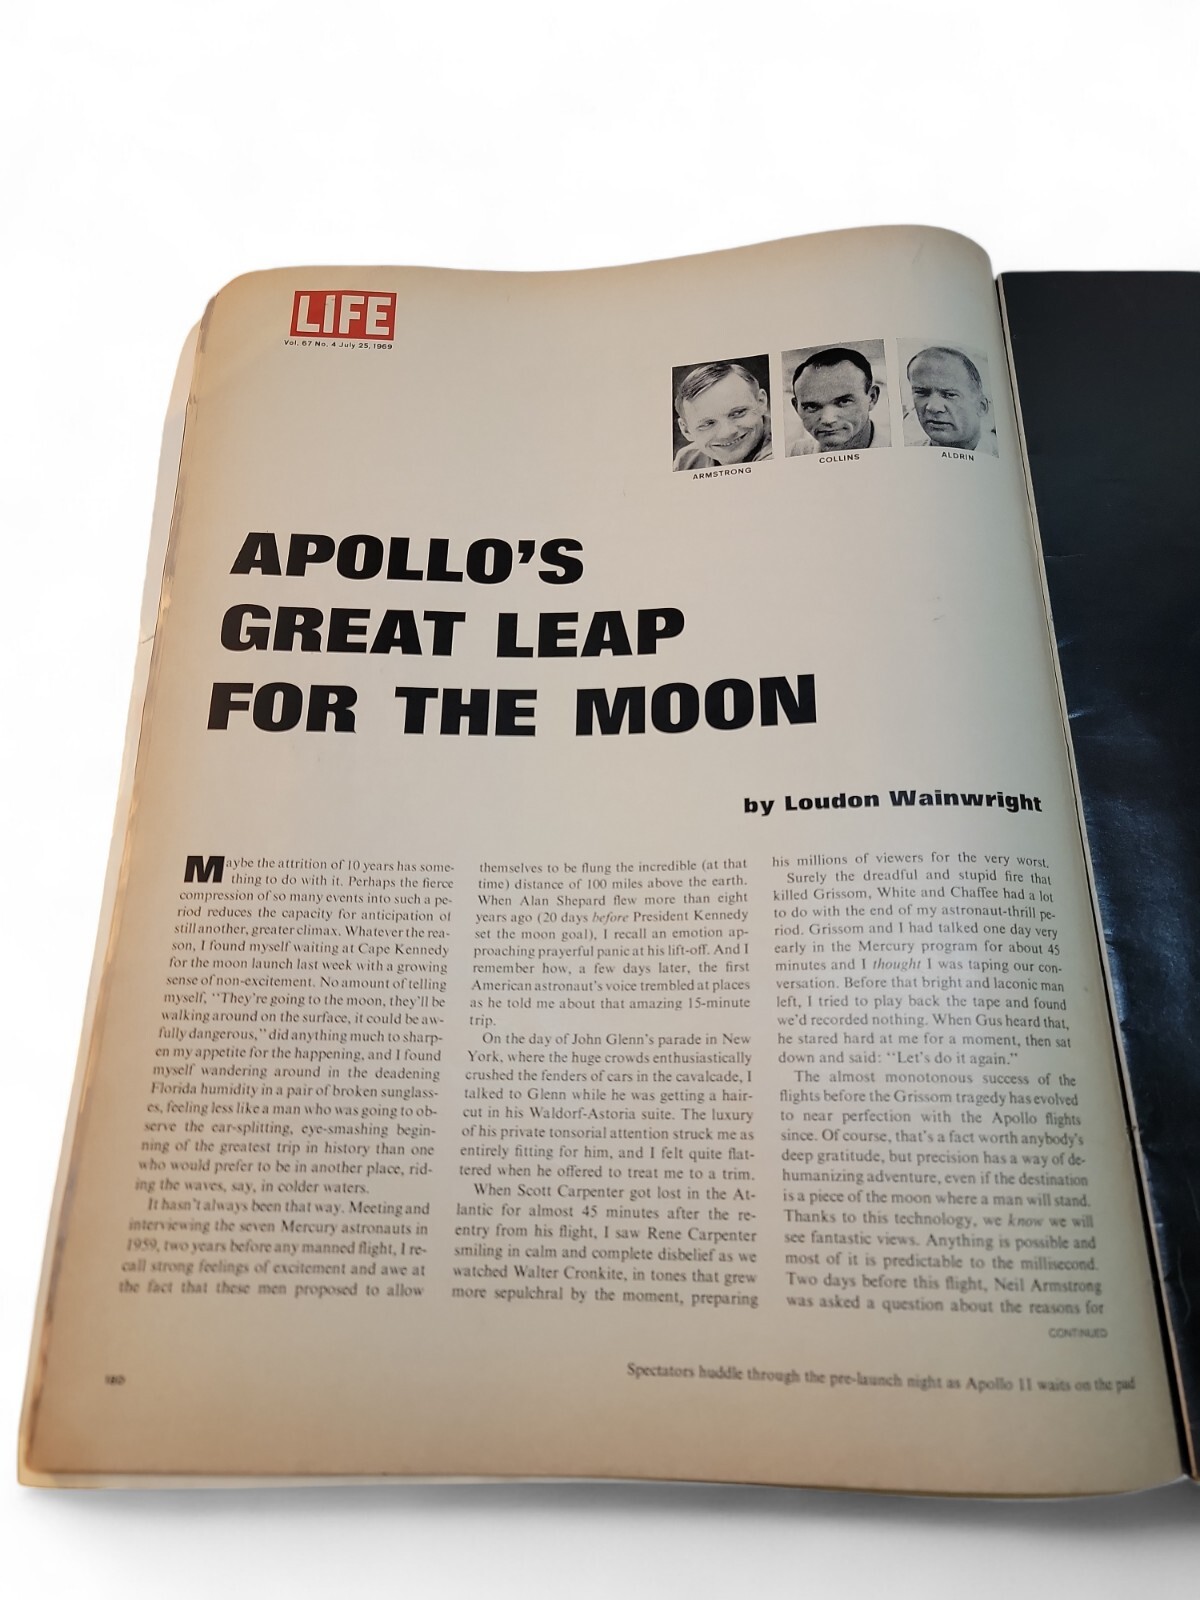 LIFE
Vol. 67 No. 4 July 25, 1969
ARMSTRONG
COLLINS
ALDRIN
APOLLO'S
GREAT LEAP
FOR THE MOON
by Loudon Wainwright
Maybe the attrition of 10 years has some-
thing to do with it. Perhaps the fierce
compression of so many events into such a pe-
riod reduces the capacity for anticipation of
still another, greater climax. Whatever the rea-
son, I found myself waiting at Cape Kennedy
for the moon launch last week with a growing
sense of non-excitement. No amount of telling
myself, "They're going to the moon, they'll be
walking around on the surface, it could be aw-
fully dangerous," did anything much to sharp-
en my appetite for the happening, and I found
myself wandering around in the deadening
Florida humidity in a pair of broken sunglass-
es, feeling less like a man who was going to ob-
serve the ear-splitting, eye-smashing begin-
ning of the greatest trip in history than one
who would prefer to be in another place, rid-
ing the waves, say, in colder waters.
It hasn't always been that way. Meeting and
interviewing the seven Mercury astronauts in
1959, two years before any manned flight, I re-
call strong feelings of excitement and awe at
the fact that these men proposed to allow
themselves to be flung the incredible (at that
time) distance of 100 miles above the earth.
When Alan Shepard flew more than eight
years ago (20 days before President Kennedy
set the moon goal), I recall an emotion ap-
proaching prayerful panic at his lift-off. And I
remember how, a few days later, the first
American astronaut's voice trembled at places
as he told me about that amazing 15-minute
trip.
On the day of John Glenn's parade in New
York, where the huge crowds enthusiastically
crushed the fenders of cars in the cavalcade, I
talked to Glenn while he was getting a hair-
cut in his Waldorf-Astoria suite. The luxury
of his private tonsorial attention struck me as
entirely fitting for him, and I felt quite flat-
tered when he offered to treat me to a trim.
When Scott Carpenter got lost in the At-
lantic for almost 45 minutes after the re-
entry from his flight, I saw Rene Carpenter
smiling in calm and complete disbelief as we
watched Walter Cronkite, in tones that grew
more sepulchral by the moment, preparing
his millions of viewers for the very worst.
Surely the dreadful and stupid fire that
killed Grissom, White and Chaffee had a lot
to do with the end of my astronaut-thrill pe-
riod. Grissom and I had talked one day very
early in the Mercury program for about 45
minutes and I thought I was taping our con-
versation. Before that bright and laconic man
left, I tried to play back the tape and found
we'd recorded nothing. When Gus heard that,
he stared hard at me for a moment, then sat
down and said: "Let's do it again."
The almost monotonous success of the
flights before the Grissom tragedy has evolved
to near perfection with the Apollo flights
since. Of course, that's a fact worth anybody's
deep gratitude, but precision has a way of de-
humanizing adventure, even if the destination
is a piece of the moon where a man will stand.
Thanks to this technology, we know we will
see fantastic views. Anything is possible and
most of it is predictable to the millisecond.
Two days before this flight, Neil Armstrong
was asked a question about the reasons for
CONTINUED
Spectators huddle through the pre-launch night as Apollo 11 waits on the pad